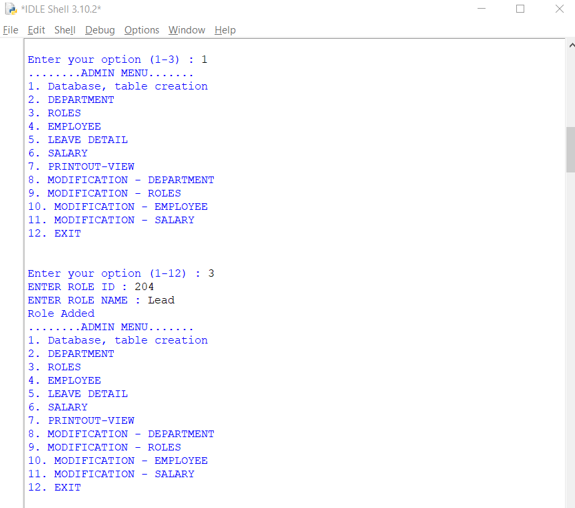 *IDLE Shell 3.10.2*
File Edit Shell Debug Options Window Help
Enter your option (1-3) : 1
........ADMIN MENU.......
1. Database, table creation
2. DEPARTMENT
3. ROLES
4. EMPLOYEE
5. LEAVE DETAIL
6. SALARY
7. PRINTOUT-VIEW
8. MODIFICATION - DEPARTMENT
9. MODIFICATION - ROLES
10. MODIFICATION - EMPLOYEE
11. MODIFICATION - SALARY
12. EXIT
Enter your option (1-12) : 3
ENTER ROLE ID : 204
ENTER ROLE NAME : Lead
Role Added
........ADMIN MENU.......
1. Database, table creation
2. DEPARTMENT
3. ROLES
4. EMPLOYEE
5. LEAVE DETAIL
6. SALARY
7. PRINTOUT-VIEW
8. MODIFICATION - DEPARTMENT
9. MODIFICATION - ROLES
10. MODIFICATION - EMPLOYEE
11. MODIFICATION - SALARY
12. EXIT